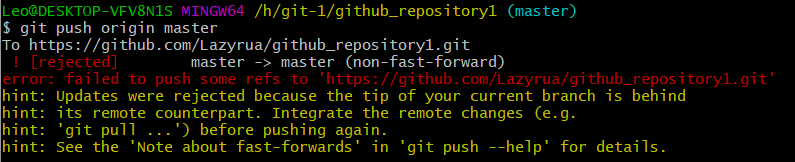 Leo@DESKTOP-VFV8N1S MINGW64 /h/git-1/github_repository1 (master)
$ git push origin master
To https://github.com/Lazyrua/github_repository1.git
 ! [rejected]        master -> master (non-fast-forward)
error: failed to push some refs to 'https://github.com/Lazyrua/github_repository1.git'
hint: Updates were rejected because the tip of your current branch is behind
hint: its remote counterpart. Integrate the remote changes (e.g.
hint: 'git pull ...') before pushing again.
hint: See the 'Note about fast-forwards' in 'git push --help' for details.